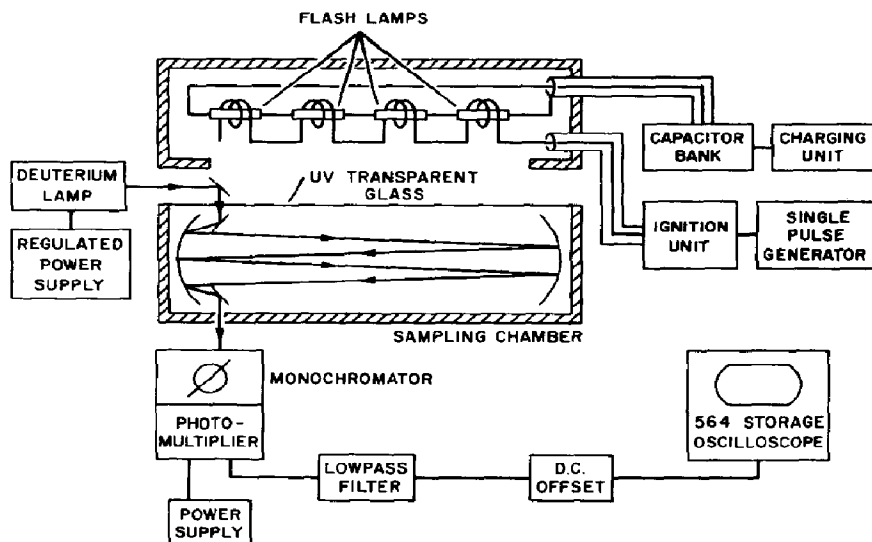 FLASH LAMPS
CAPACITOR
BANK
CHARGING
UNIT
DEUTERIUM
LAMP
UV TRANSPARENT
GLASS
REGULATED
POWER
SUPPLY
IGNITION
UNIT
SINGLE
PULSE
GENERATOR
SAMPLING CHAMBER
MONOCHROMATOR
PHOTO-
MULTIPLIER
564 STORAGE
OSCILLOSCOPE
LOWPASS
FILTER
D.C.
OFFSET
POWER
SUPPLY